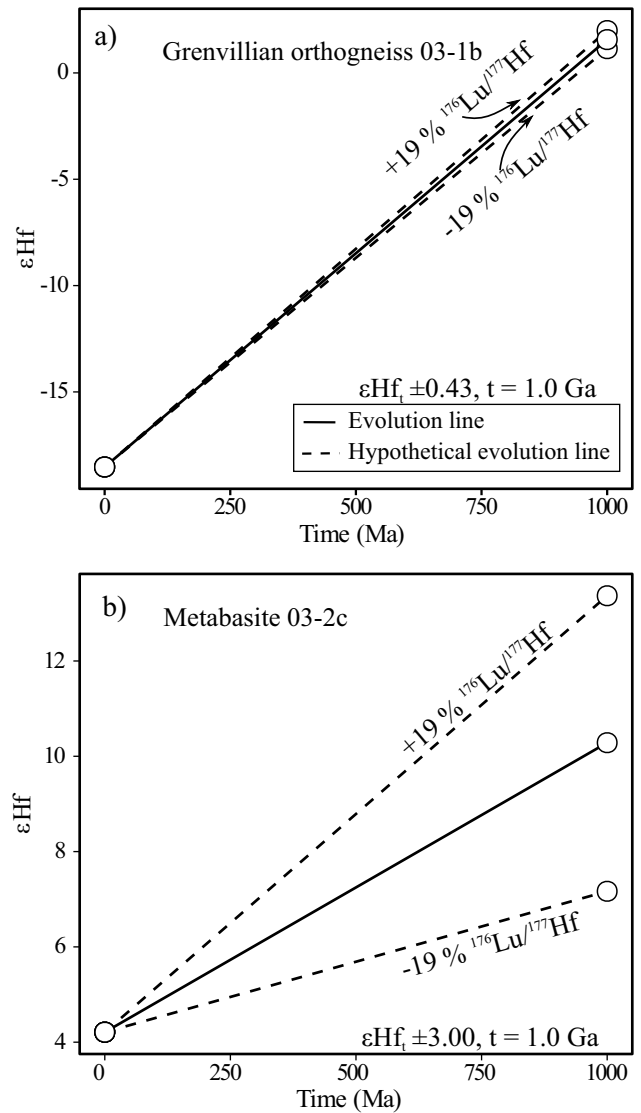 a)
Grenvillian orthogneiss 03-1b
+19 % ¹⁷⁶Lu/¹⁷⁷Hf
-19 % ¹⁷⁶Lu/¹⁷⁷Hf
εHf
0
-5
-10
-15
εHfₜ ±0.43, t = 1.0 Ga
Evolution line
Hypothetical evolution line
0 250 500 750 1000
Time (Ma)
b)
Metabasite 03-2c
+19 % ¹⁷⁶Lu/¹⁷⁷Hf
-19 % ¹⁷⁶Lu/¹⁷⁷Hf
εHf
12
10
8
6
4
εHfₜ ±3.00, t = 1.0 Ga
0 250 500 750 1000
Time (Ma)